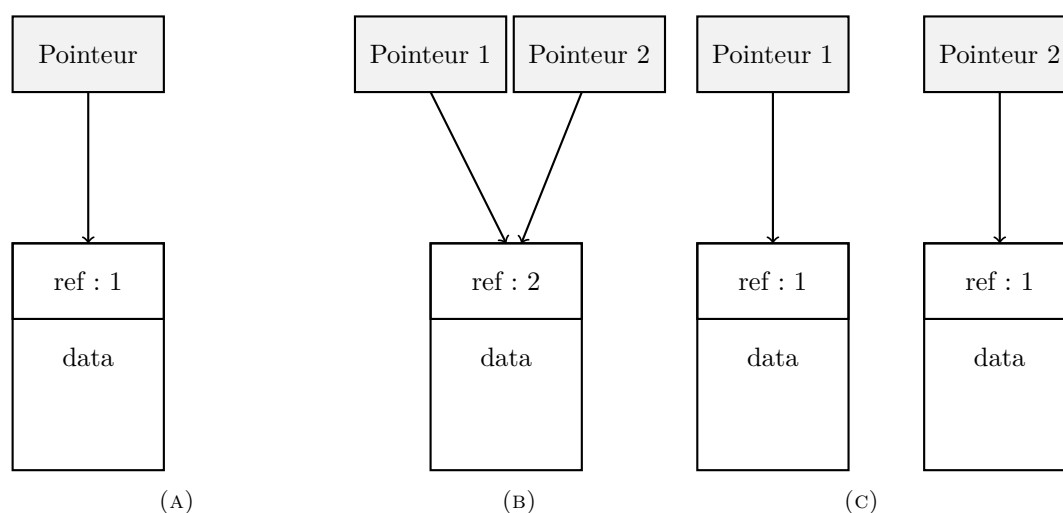 Pointeur
Pointeur 1
Pointeur 2
Pointeur 1
Pointeur 2
ref : 1
ref : 2
ref : 1
ref : 1
data
data
data
data
(A)
(B)
(C)